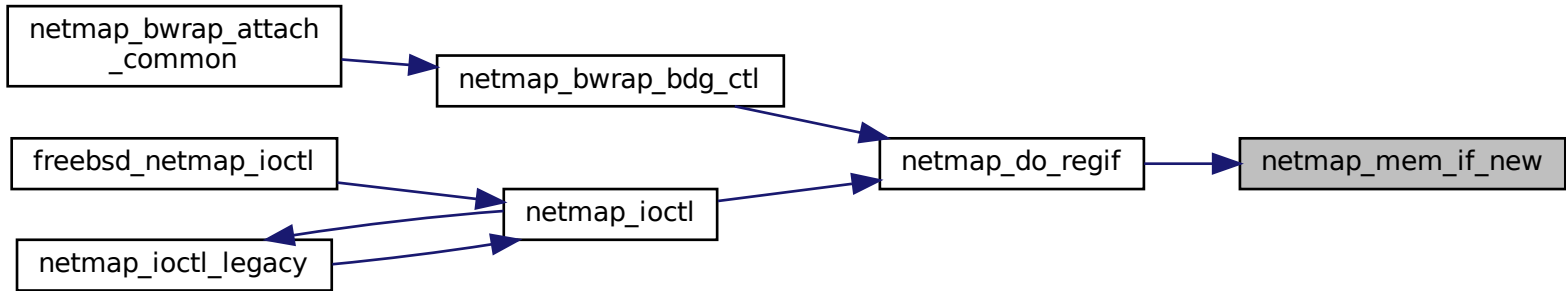 netmap_bwrap_attach
_common
netmap_bwrap_bdg_ctl
freebsd_netmap_ioctl
netmap_do_regif
netmap_mem_if_new
netmap_ioctl
netmap_ioctl_legacy